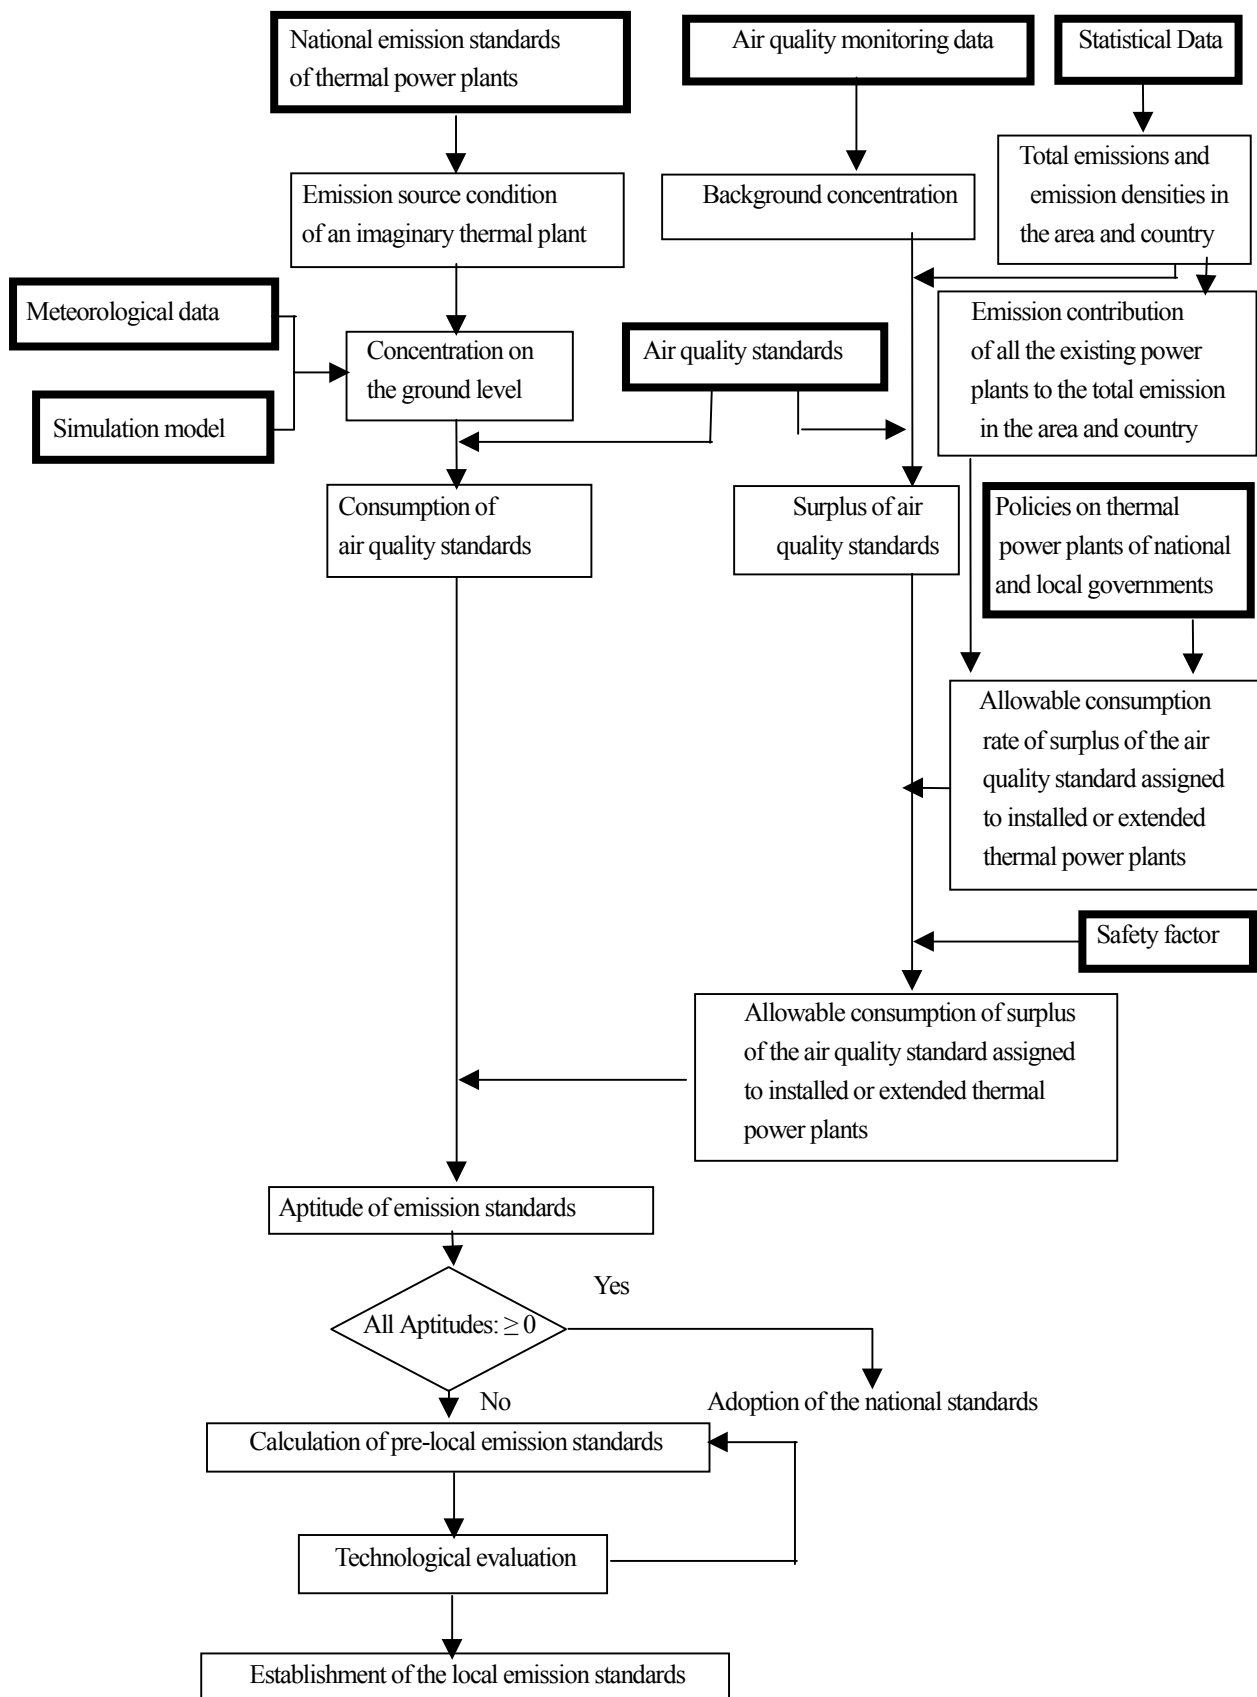 National emission standards
of thermal power plants
Air quality monitoring data
Statistical Data
Total emissions and
emission densities in
the area and country
Emission source condition
of an imaginary thermal plant
Background concentration
Meteorological data
Simulation model
Concentration on
the ground level
Air quality standards
Emission contribution
of all the existing power
plants to the total emission
in the area and country
Consumption of
air quality standards
Surplus of air
quality standards
Policies on thermal
power plants of national
and local governments
Allowable consumption
rate of surplus of the air
quality standard assigned
to installed or extended
thermal power plants
Safety factor
Allowable consumption of surplus
of the air quality standard assigned
to installed or extended thermal
power plants
Aptitude of emission standards
All Aptitudes: ≥ 0
Yes
No
Adoption of the national standards
Calculation of pre-local emission standards
Technological evaluation
Establishment of the local emission standards